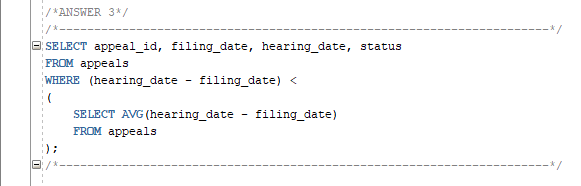 /*ANSWER 3*/
/*----------------------------------------------------------------------*/
SELECT appeal_id, filing_date, hearing_date, status
FROM appeals
WHERE (hearing_date - filing_date) <
(
    SELECT AVG(hearing_date - filing_date)
    FROM appeals
);
/*----------------------------------------------------------------------*/